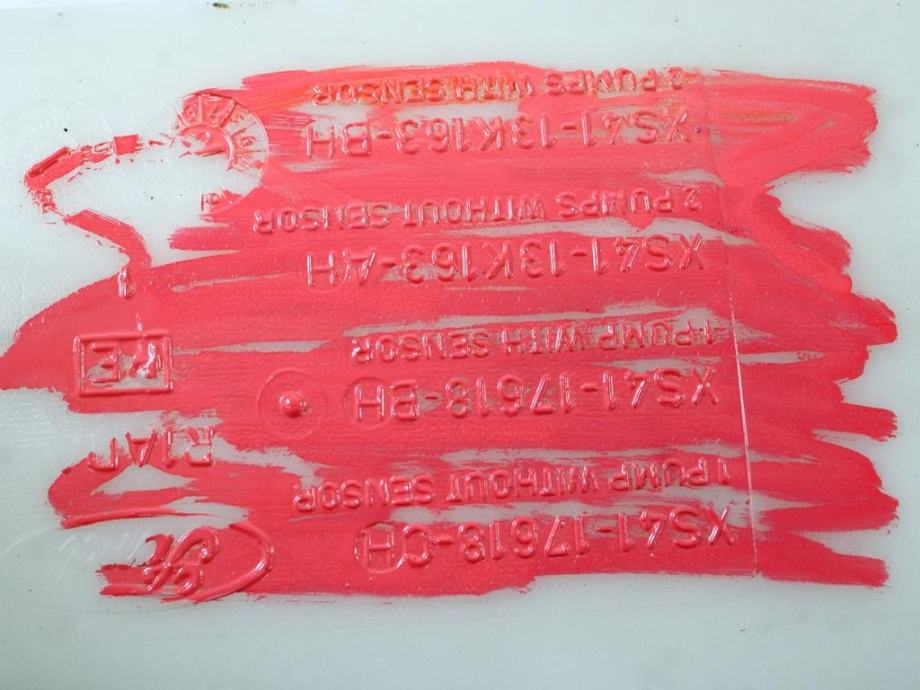 XS41-17618-CH
1 PUMP WITHOUT SENSOR
XS41-17618-BH
1 PUMP WITH SENSOR
XS41-13K163-AH
2 PUMPS WITHOUT SENSOR
XS41-13K163-BH
2 PUMPS WITH SENSOR